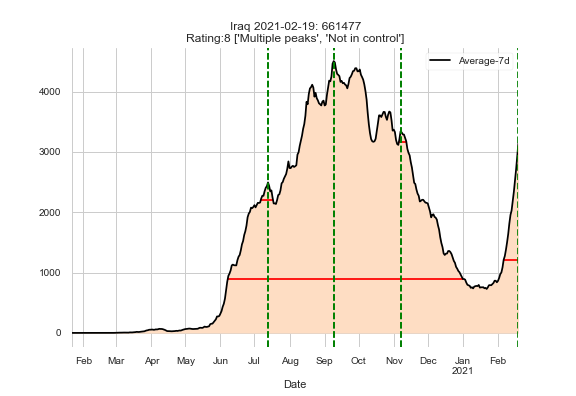 Iraq 2021-02-19: 661477
Rating:8 ['Multiple peaks', 'Not in control']
Average-7d
4000
3000
2000
1000
0
Feb Mar Apr May Jun Jul Aug Sep Oct Nov Dec Jan Feb
2021
Date